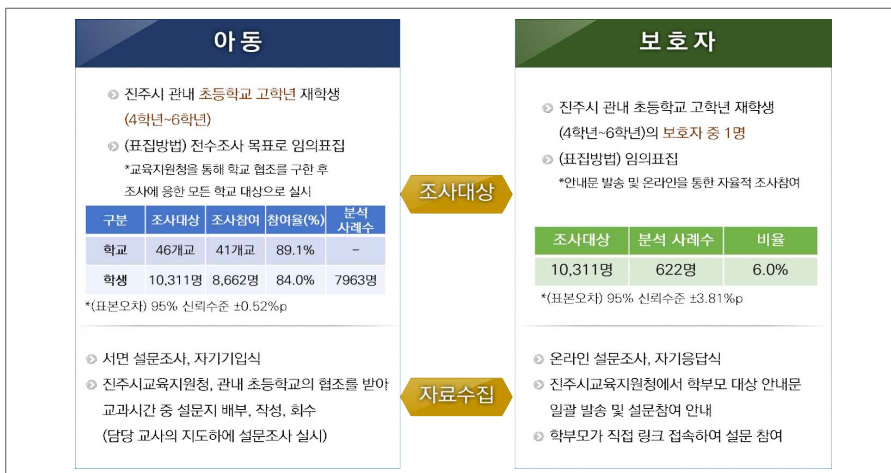 아동
진주시 관내 초등학교 고학년 재학생
(4학년~6학년)
(표집방법) 전수조사 목표로 임의표집
*교육지원청을 통해 학교 협조를 구한 후
조사에 응한 모든 학교 대상으로 실시
구분 조사대상 조사참여 참여율(%) 분석
사례수
학교 46개교 41개교 89.1% -
학생 10,311명 8,662명 84.0% 7963명
*(표본오차) 95% 신뢰수준 ±0.52%p
서면 설문조사, 자기기입식
진주시교육지원청, 관내 초등학교의 협조를 받아
교과시간 중 설문지 배부, 작성, 회수
(담당 교사의 지도하에 설문조사 실시)
조사대상
자료수집
보호자
진주시 관내 초등학교 고학년 재학생
(4학년~6학년)의 보호자 중 1명
(표집방법) 임의표집
*안내문 발송 및 온라인을 통한 자율적 조사참여
조사대상 분석 사례수 비율
10,311명 622명 6.0%
*(표본오차) 95% 신뢰수준 ±3.81%p
온라인 설문조사, 자기응답식
진주시교육지원청에서 학부모 대상 안내문
일괄 발송 및 설문참여 안내
학부모가 직접 링크 접속하여 설문 참여